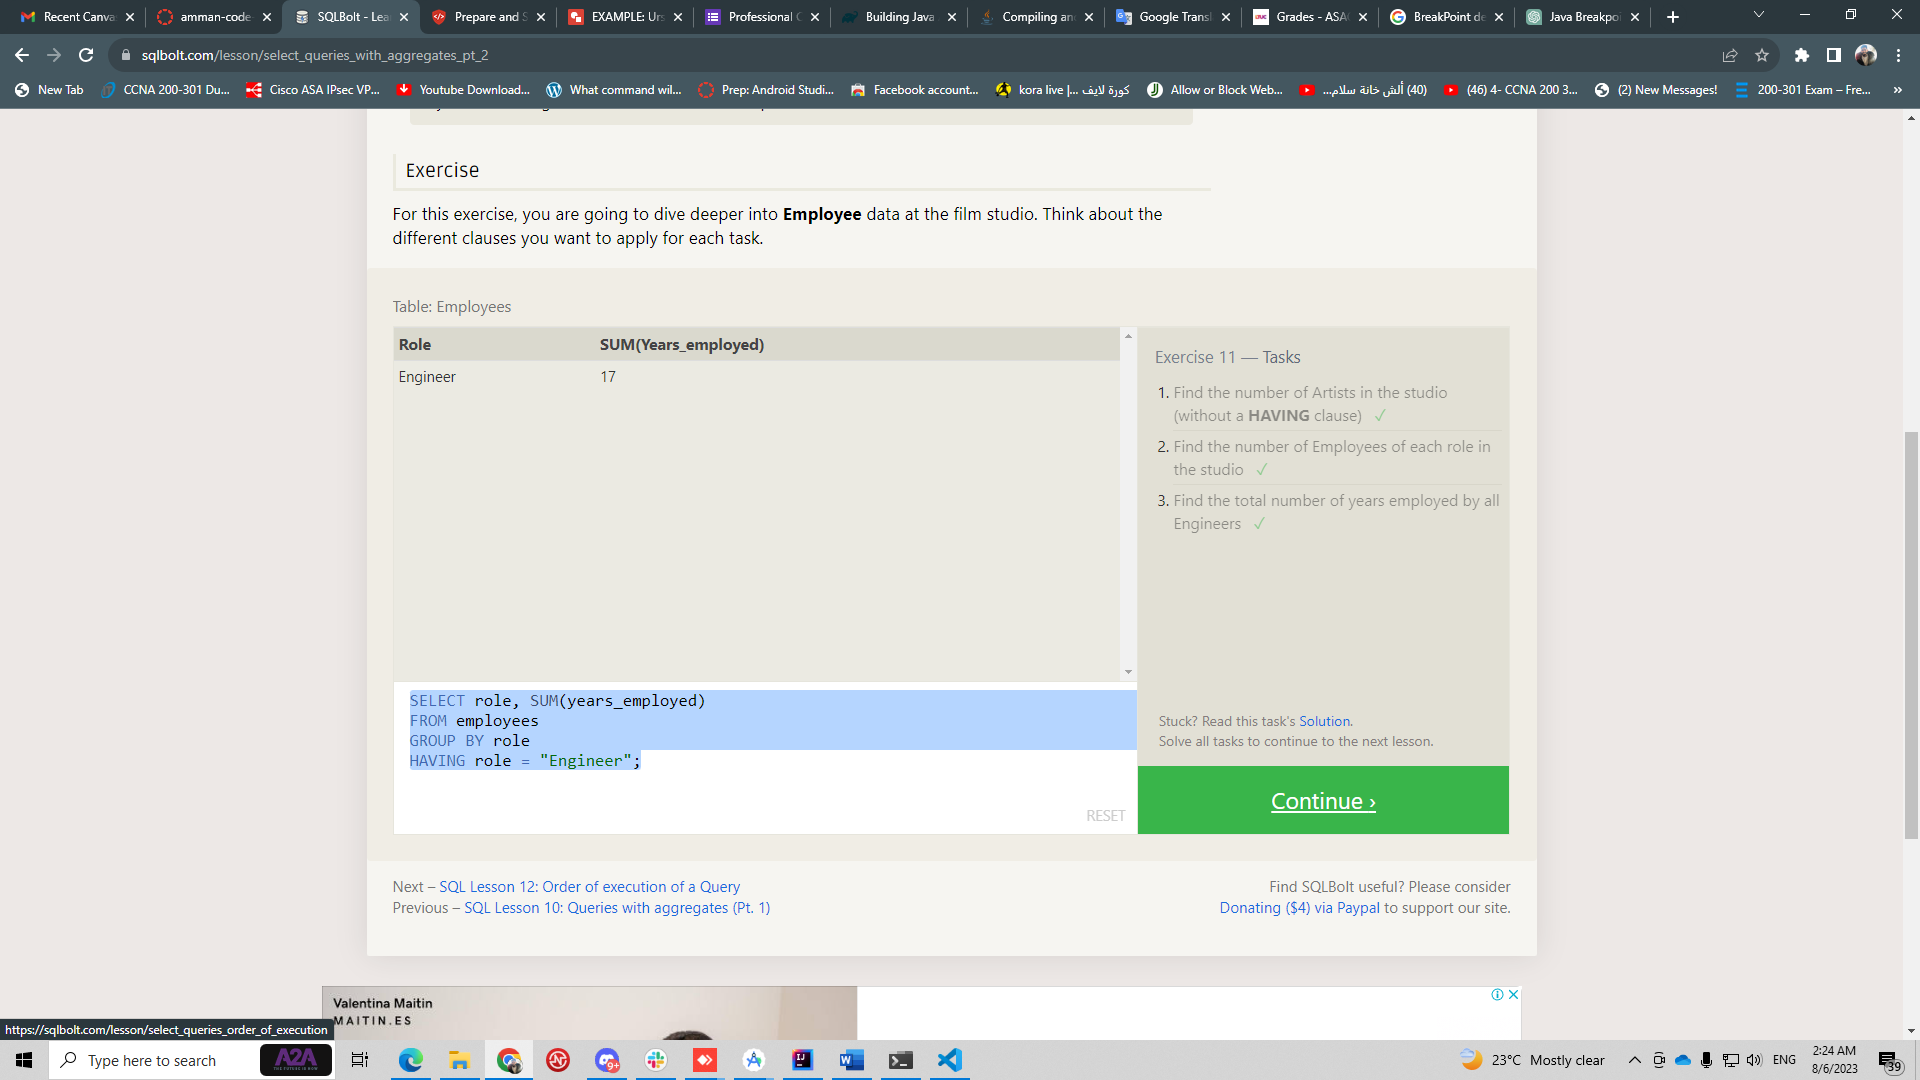 Recent Canva
amman-code-
SQLBolt - Lea
Prepare and S
EXAMPLE: Urs
Professional C
Building Java
Compiling an
Google Transl
Grades - ASAC
BreakPoint de
Java Breakpoi
sqlbolt.com/lesson/select_queries_with_aggregates_pt_2
New Tab
CCNA 200-301 Du...
Cisco ASA IPsec VP...
Youtube Download...
What command wil...
Prep: Android Studi...
Facebook account...
kora live |... كورة لايف
Allow or Block Web...
(40) ألش خانة سلام...
(46) 4- CCNA 200 3...
(2) New Messages!
200-301 Exam – Fre...
»
Exercise
For this exercise, you are going to dive deeper into Employee data at the film studio. Think about the
different clauses you want to apply for each task.
Table: Employees
Role SUM(Years_employed)
Engineer 17
Exercise 11 — Tasks
1. Find the number of Artists in the studio
(without a HAVING clause) ✓
2. Find the number of Employees of each role in
the studio ✓
3. Find the total number of years employed by all
Engineers ✓
SELECT role, SUM(years_employed)
FROM employees
GROUP BY role
HAVING role = "Engineer";
RESET
Stuck? Read this task's Solution.
Solve all tasks to continue to the next lesson.
Continue ›
Next – SQL Lesson 12: Order of execution of a Query
Previous – SQL Lesson 10: Queries with aggregates (Pt. 1)
Find SQLBolt useful? Please consider
Donating ($4) via Paypal to support our site.
Valentina Maitin
MAITIN.ES
https://sqlbolt.com/lesson/select_queries_order_of_execution
Type here to search
A2A
9+
23°C Mostly clear
ENG
2:24 AM
8/6/2023
39